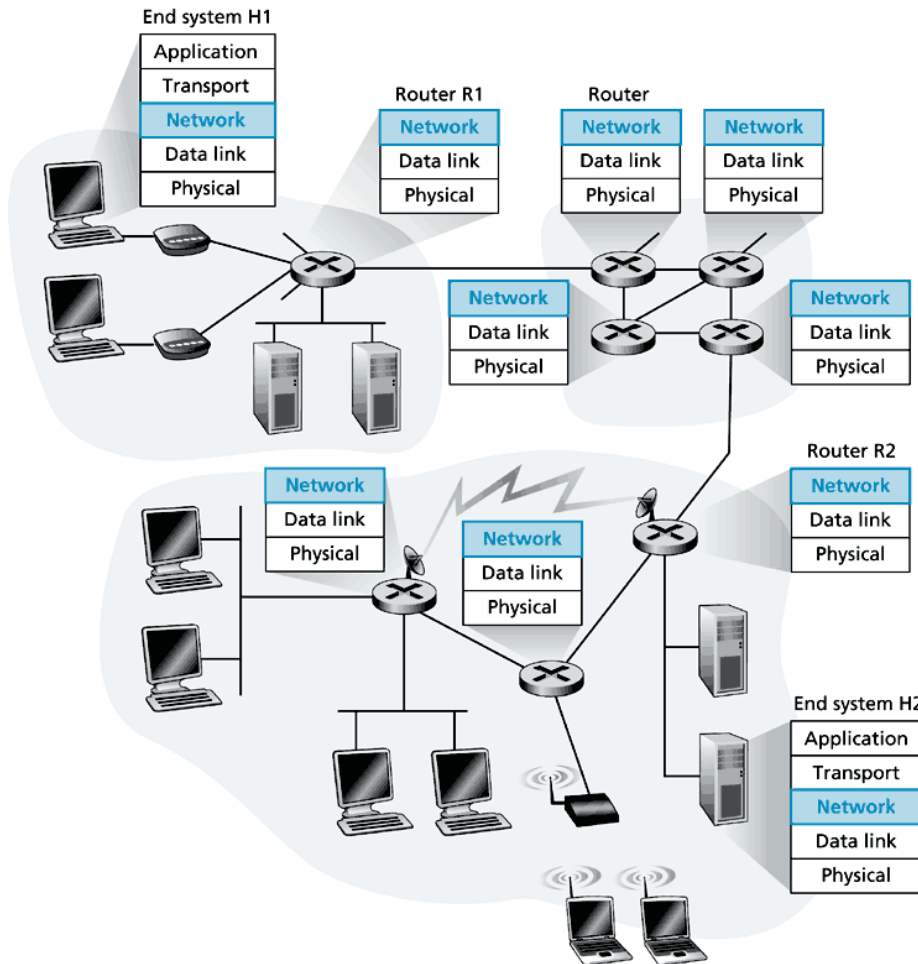 End system H1
Application
Transport
Network
Data link
Physical
Router R1
Network
Data link
Physical
Router
Network
Data link
Physical
Network
Data link
Physical
Network
Data link
Physical
Network
Data link
Physical
Router R2
Network
Data link
Physical
Network
Data link
Physical
Network
Data link
Physical
End system H2
Application
Transport
Network
Data link
Physical